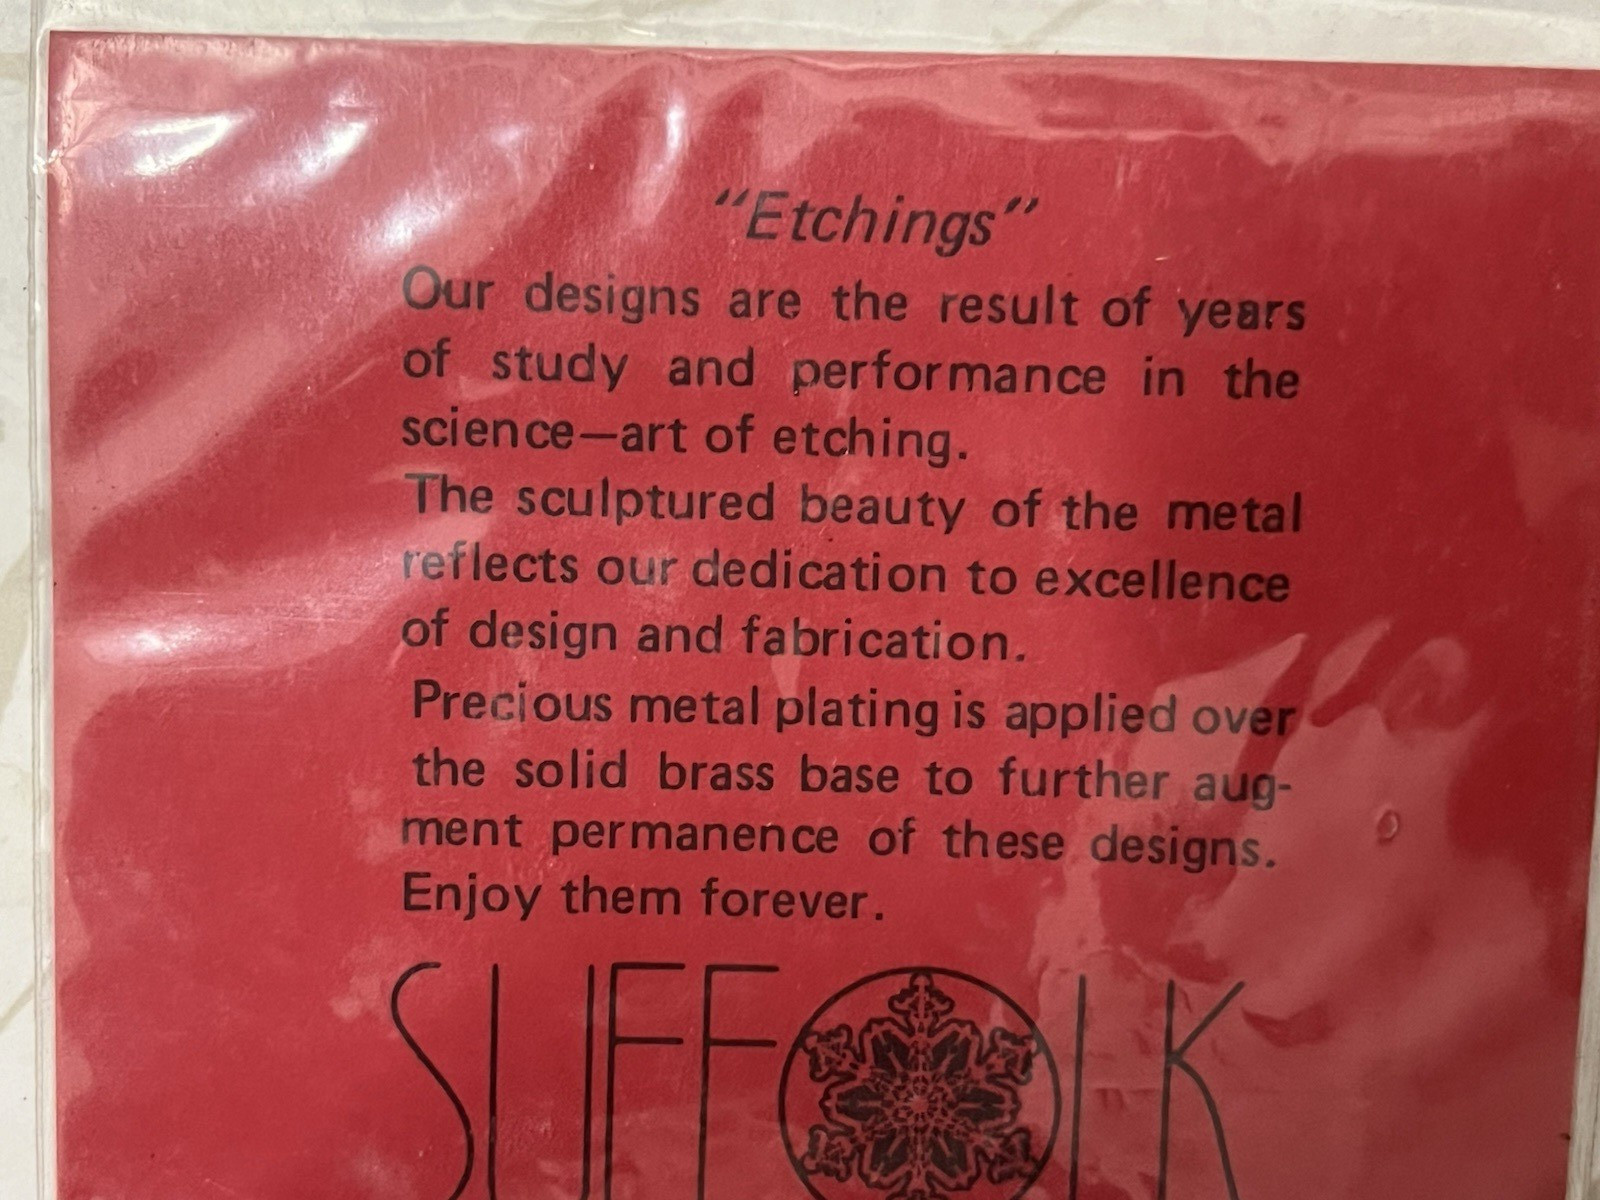 "Etchings"
Our designs are the result of years
of study and performance in the
science—art of etching.
The sculptured beauty of the metal
reflects our dedication to excellence
of design and fabrication.
Precious metal plating is applied over
the solid brass base to further aug-
ment permanence of these designs.
Enjoy them forever.
SUFFOLK